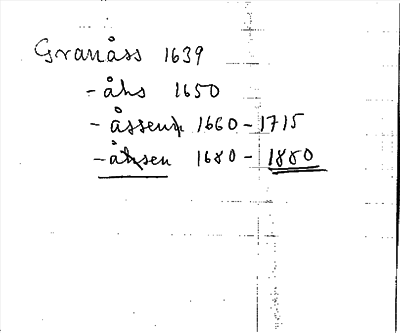 Granåss 1639
- åhs 1650
- åssen 1660 - 1715
- åhsen 1680 - 1880